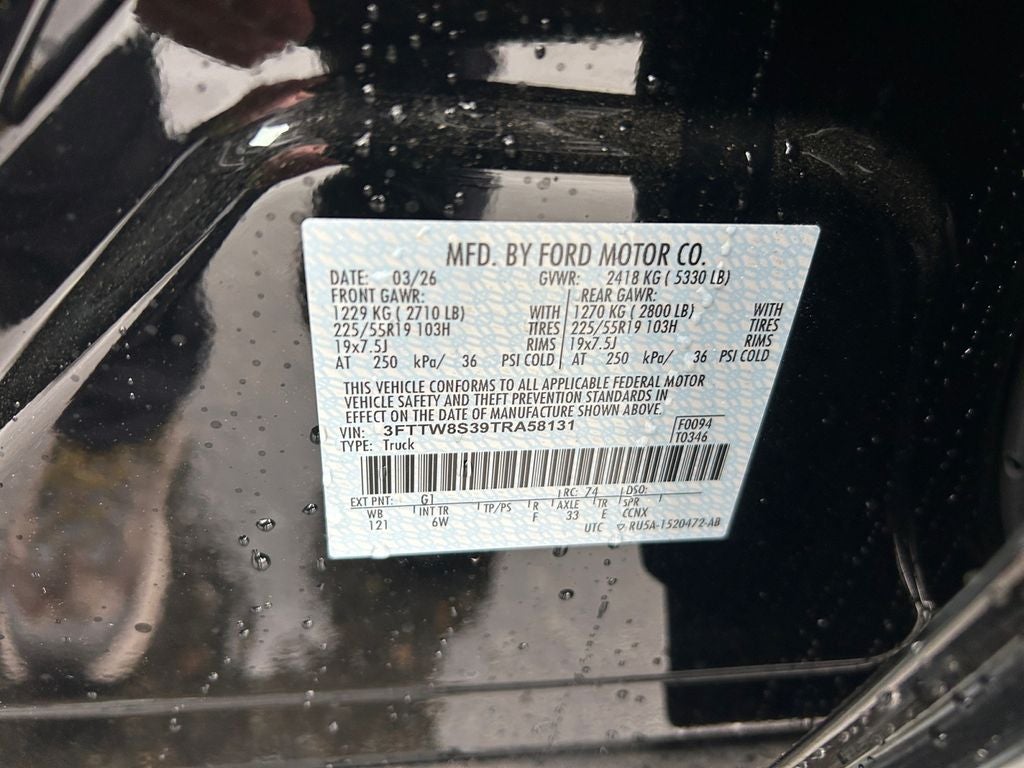 MFD. BY FORD MOTOR CO.
DATE: 03/26 GVWR: 2418 KG ( 5330 LB)
FRONT GAWR: REAR GAWR:
1229 KG ( 2710 LB) WITH 1270 KG ( 2800 LB) WITH
225/55R19 103H TIRES 225/55R19 103H TIRES
19x7.5J RIMS 19x7.5J RIMS
AT 250 kPa/ 36 PSI COLD AT 250 kPa/ 36 PSI COLD
THIS VEHICLE CONFORMS TO ALL APPLICABLE FEDERAL MOTOR
VEHICLE SAFETY AND THEFT PREVENTION STANDARDS IN
EFFECT ON THE DATE OF MANUFACTURE SHOWN ABOVE.
VIN: 3FTTW8S39TRA58131 F0094
TYPE: Truck T0346
EXT PNT: G1 RC: 74 DSO:
WB INT TR TP/PS R AXLE TR SPR
121 6W F 33 E CCNX
UTC ▽ RU5A-1520472-AB